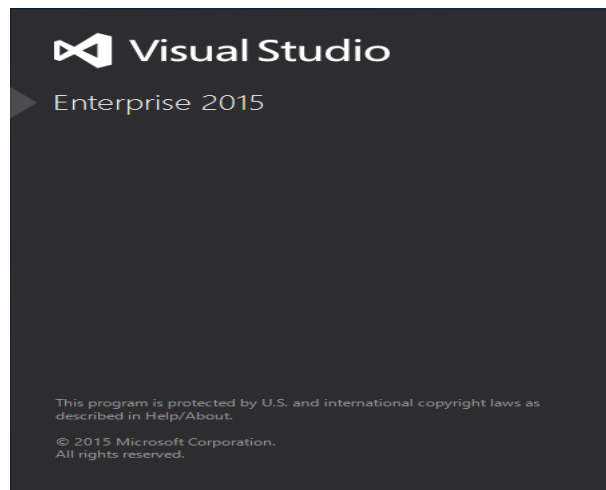 Visual Studio
Enterprise 2015
This program is protected by U.S. and international copyright laws as
described in Help/About.
© 2015 Microsoft Corporation.
All rights reserved.